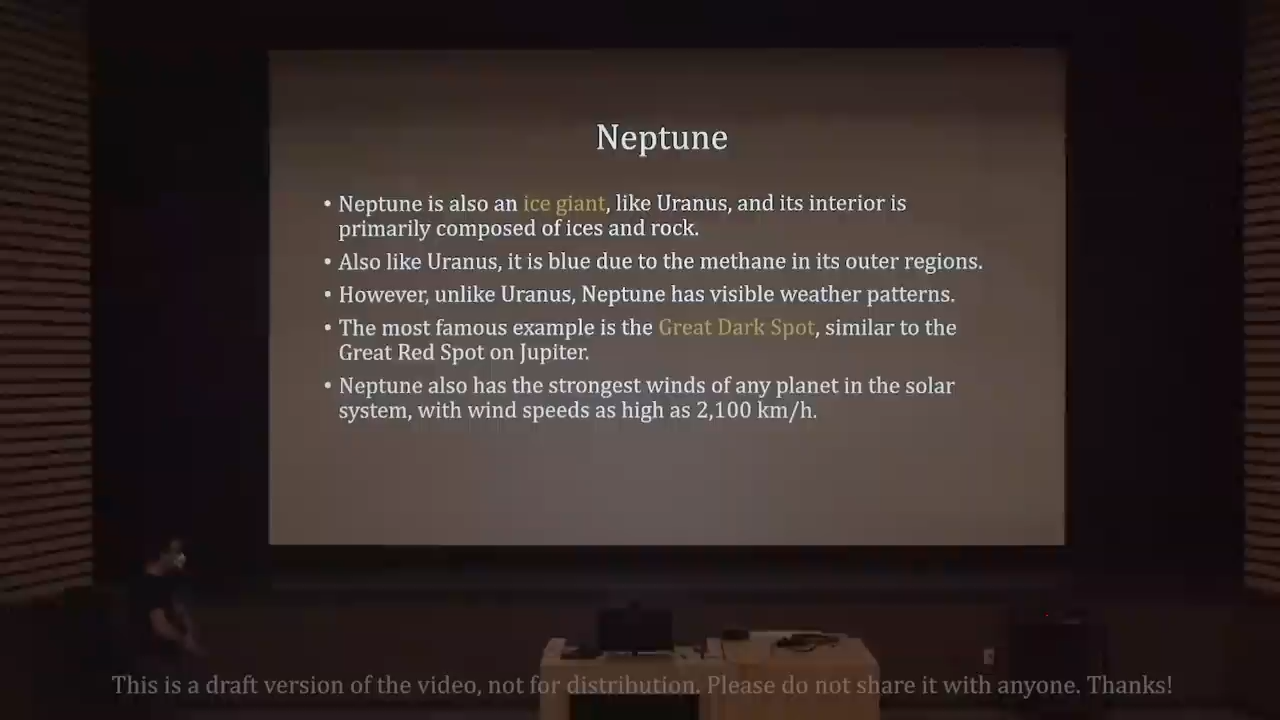 Neptune
• Neptune is also an ice giant, like Uranus, and its interior is
primarily composed of ices and rock.
• Also like Uranus, it is blue due to the methane in its outer regions.
• However, unlike Uranus, Neptune has visible weather patterns.
• The most famous example is the Great Dark Spot, similar to the
Great Red Spot on Jupiter.
• Neptune also has the strongest winds of any planet in the solar
system, with wind speeds as high as 2,100 km/h.
This is a draft version of the video, not for distribution. Please do not share it with anyone. Thanks!